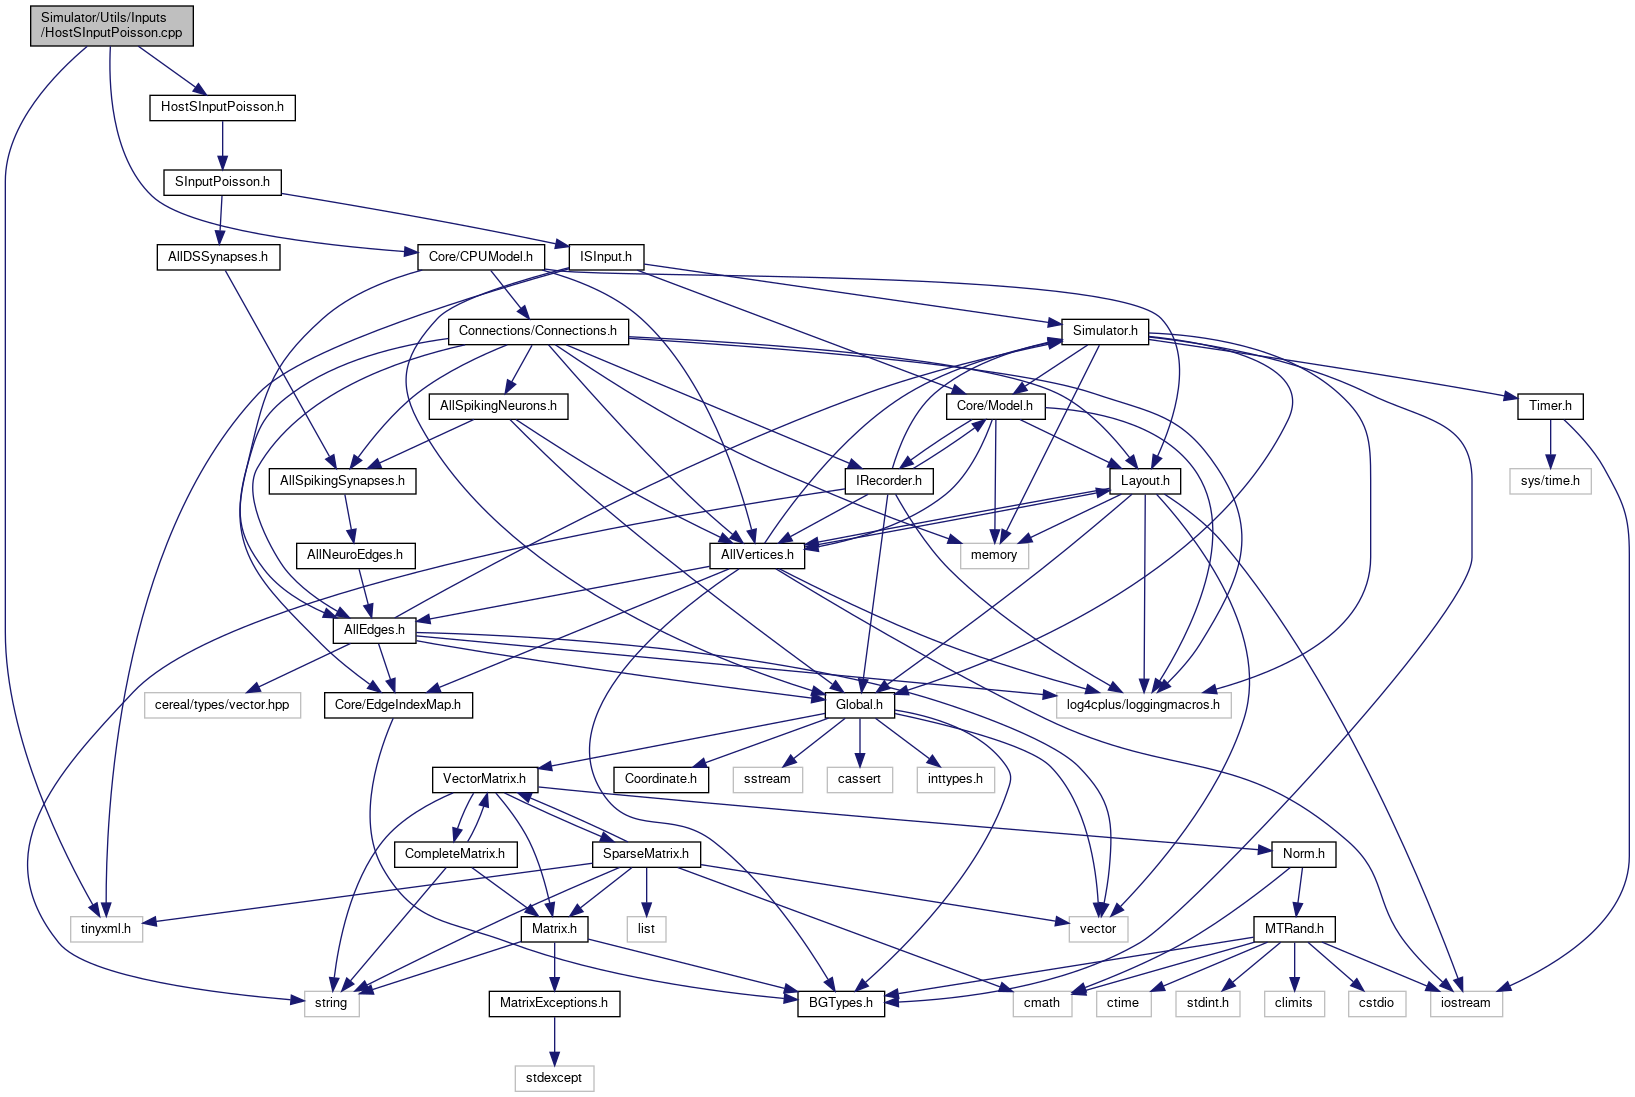 Simulator/Utils/Inputs
/HostSInputPoisson.cpp
HostSInputPoisson.h
SInputPoisson.h
AllDSSynapses.h
Core/CPUModel.h
ISInput.h
Connections/Connections.h
Simulator.h
AllSpikingNeurons.h
Core/Model.h
Timer.h
AllSpikingSynapses.h
IRecorder.h
Layout.h
sys/time.h
AllNeuroEdges.h
AllVertices.h
memory
AllEdges.h
cereal/types/vector.hpp
Core/EdgeIndexMap.h
Global.h
log4cplus/loggingmacros.h
VectorMatrix.h
Coordinate.h
sstream
cassert
inttypes.h
CompleteMatrix.h
SparseMatrix.h
Norm.h
tinyxml.h
Matrix.h
list
vector
MTRand.h
string
MatrixExceptions.h
BGTypes.h
cmath
ctime
stdint.h
climits
cstdio
iostream
stdexcept